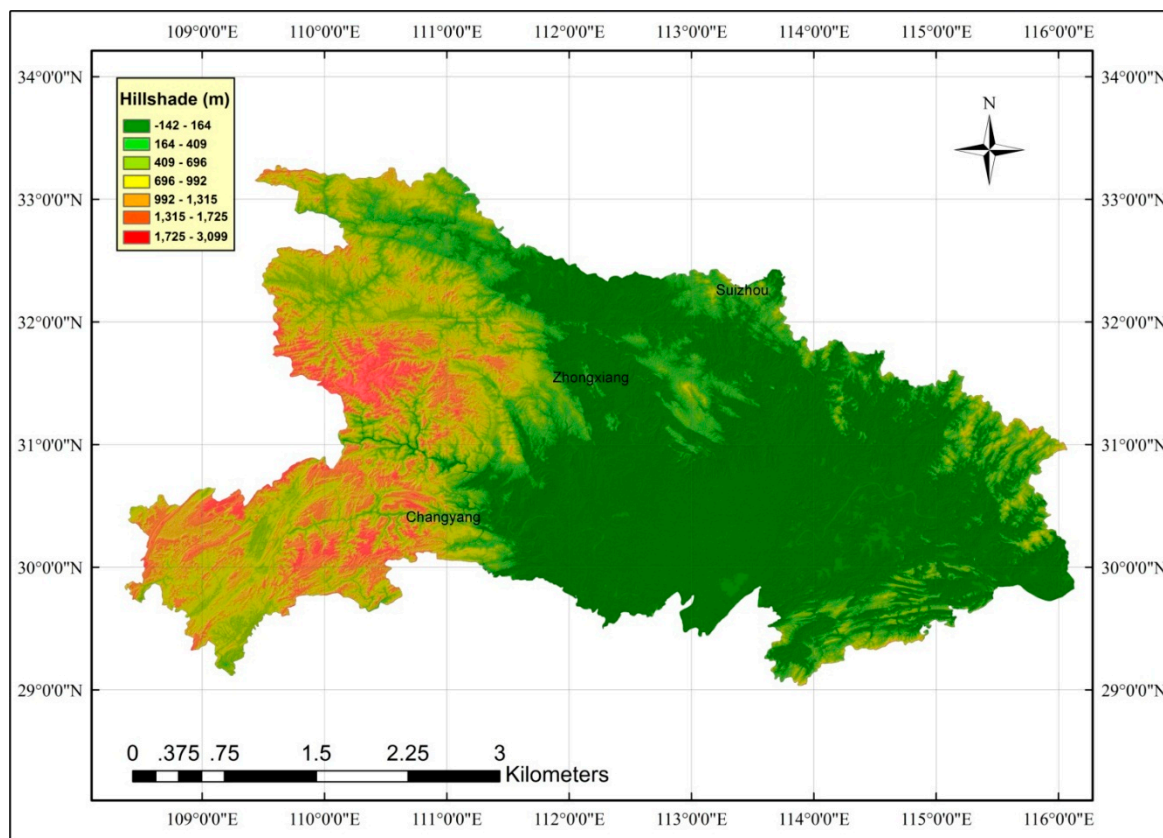 109°0'0"E 110°0'0"E 111°0'0"E 112°0'0"E 113°0'0"E 114°0'0"E 115°0'0"E 116°0'0"E
34°0'0"N 34°0'0"N
Hillshade (m)
-142 - 164
164 - 409
409 - 696
696 - 992
992 - 1,315
1,315 - 1,725
1,725 - 3,099
N
33°0'0"N 33°0'0"N
Suizhou
32°0'0"N 32°0'0"N
Zhongxiang
31°0'0"N 31°0'0"N
Changyang
30°0'0"N 30°0'0"N
29°0'0"N 29°0'0"N
0 .375 .75 1.5 2.25 3
Kilometers
109°0'0"E 110°0'0"E 111°0'0"E 112°0'0"E 113°0'0"E 114°0'0"E 115°0'0"E 116°0'0"E